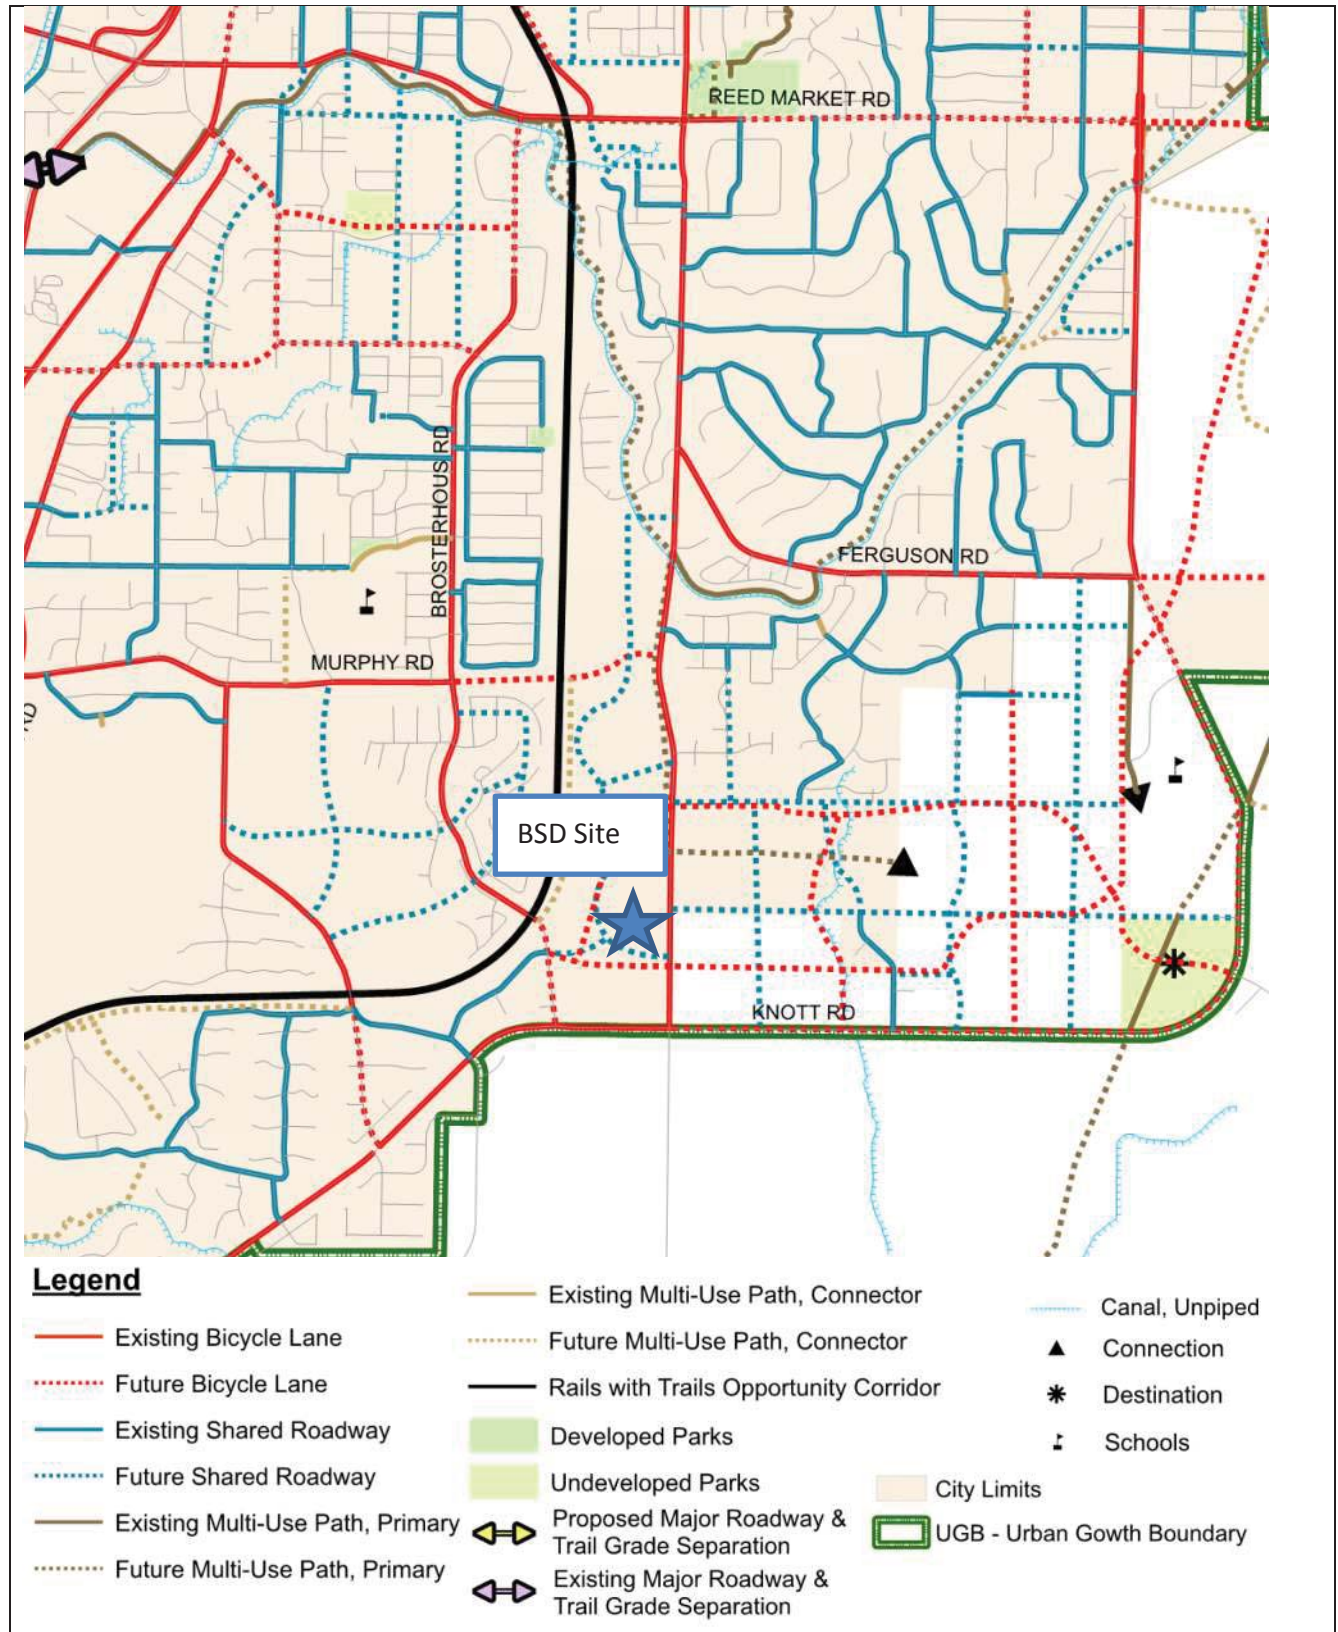 REED MARKET RD
BROSTERHOUS RD
FERGUSON RD
MURPHY RD
RD
BSD Site
KNOTT RD
Legend
Existing Bicycle Lane
Future Bicycle Lane
Existing Shared Roadway
Future Shared Roadway
Existing Multi-Use Path, Primary
Future Multi-Use Path, Primary
Existing Multi-Use Path, Connector
Future Multi-Use Path, Connector
Rails with Trails Opportunity Corridor
Developed Parks
Undeveloped Parks
Proposed Major Roadway &
Trail Grade Separation
Existing Major Roadway &
Trail Grade Separation
Canal, Unpiped
Connection
Destination
Schools
City Limits
UGB - Urban Gowth Boundary